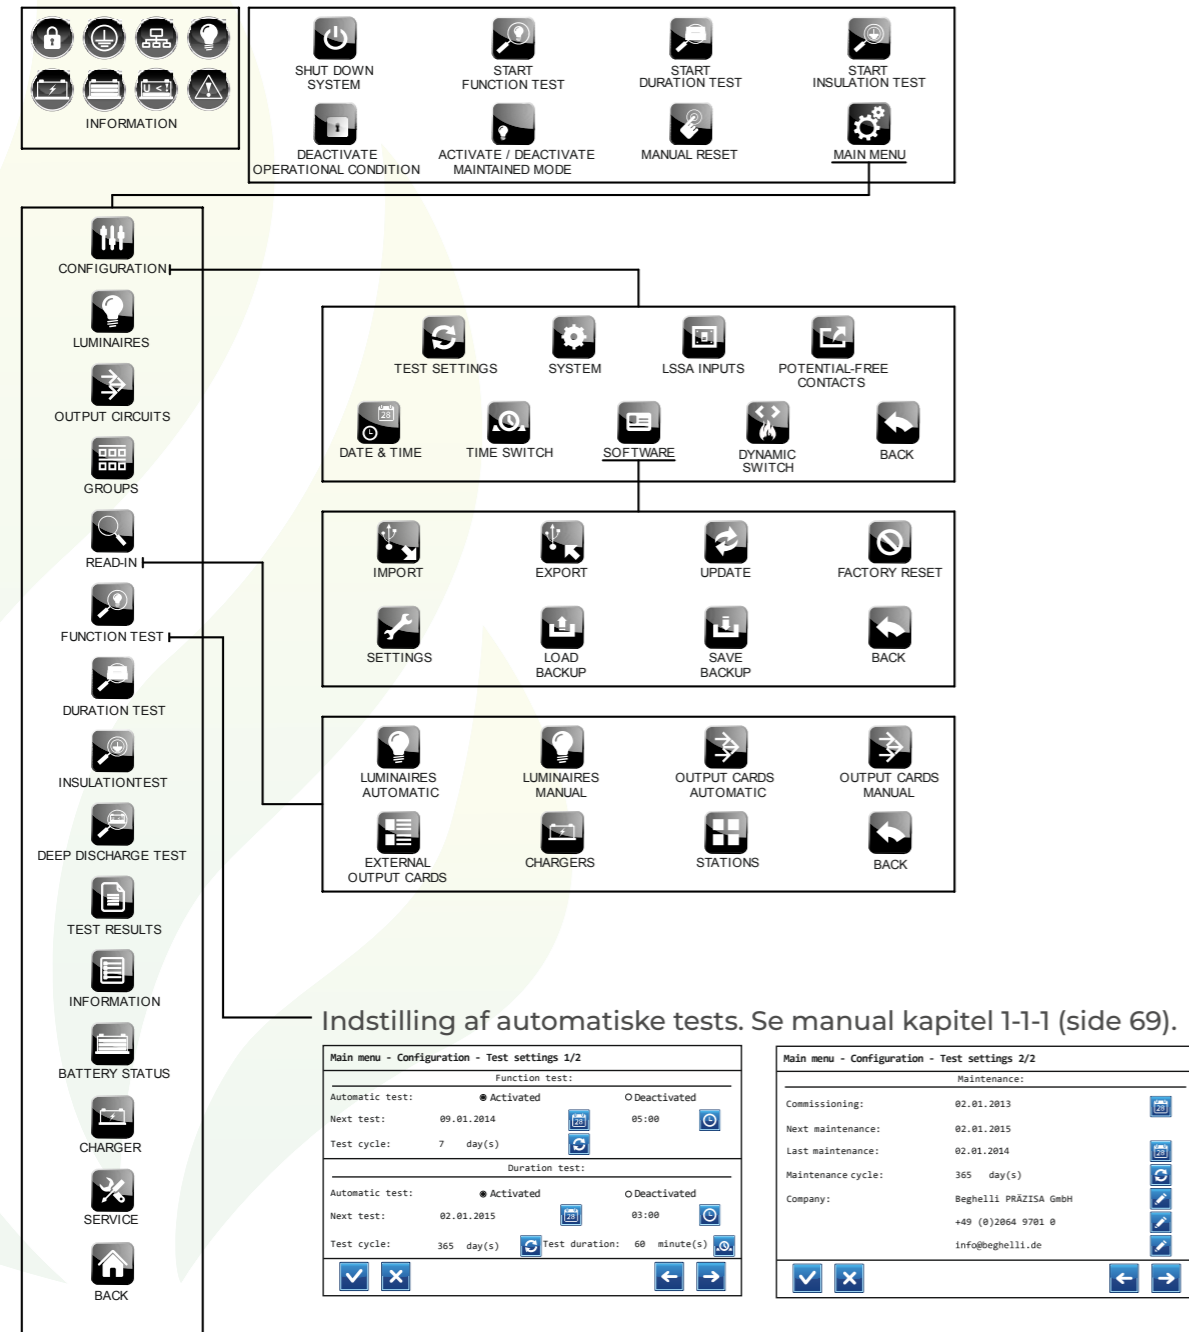 INFORMATION
SHUT DOWN
SYSTEM
START
FUNCTION TEST
START
DURATION TEST
START
INSULATION TEST
DEACTIVATE
OPERATIONAL CONDITION
ACTIVATE / DEACTIVATE
MAINTAINED MODE
MANUAL RESET
MAIN MENU
CONFIGURATION
LUMINAIRES
OUTPUT CIRCUITS
GROUPS
READ-IN
FUNCTION TEST
DURATION TEST
INSULATIONTEST
DEEP DISCHARGE TEST
TEST RESULTS
INFORMATION
BATTERY STATUS
CHARGER
SERVICE
BACK
TEST SETTINGS
SYSTEM
LSSA INPUTS
POTENTIAL-FREE
CONTACTS
28
DATE & TIME
TIME SWITCH
SOFTWARE
DYNAMIC
SWITCH
BACK
IMPORT
EXPORT
UPDATE
FACTORY RESET
SETTINGS
LOAD
BACKUP
SAVE
BACKUP
BACK
LUMINAIRES
AUTOMATIC
LUMINAIRES
MANUAL
OUTPUT CARDS
AUTOMATIC
OUTPUT CARDS
MANUAL
EXTERNAL
OUTPUT CARDS
CHARGERS
STATIONS
BACK
Indstilling af automatiske tests. Se manual kapitel 1-1-1 (side 69).
Main menu - Configuration - Test settings 1/2
Function test:
Automatic test: Activated Deactivated
Next test: 09.01.2014 28 05:00
Test cycle: 7 day(s)
Duration test:
Automatic test: Activated Deactivated
Next test: 02.01.2015 28 03:00
Test cycle: 365 day(s) Test duration: 60 minute(s)
Main menu - Configuration - Test settings 2/2
Maintenance:
Commissioning: 02.01.2013 28
Next maintenance: 02.01.2015
Last maintenance: 02.01.2014 28
Maintenance cycle: 365 day(s)
Company: Beghelli PRÄZISA GmbH
+49 (0)2064 9701 0
info@beghelli.de